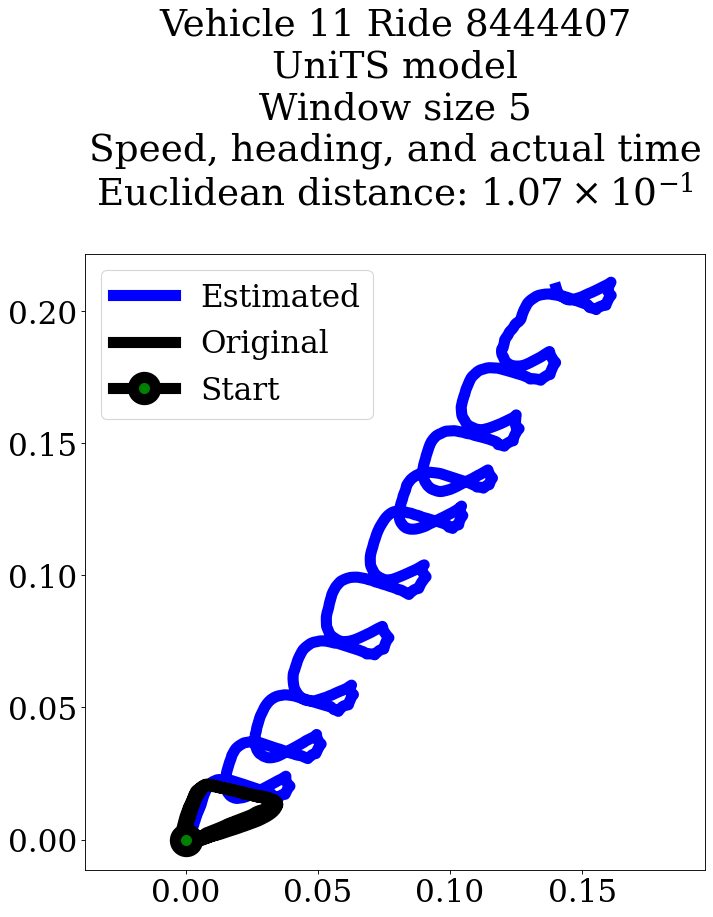 Vehicle 11 Ride 8444407
UniTS model
Window size 5
Speed, heading, and actual time
Euclidean distance: 1.07 × 10⁻¹
Estimated
Original
Start
0.20
0.15
0.10
0.05
0.00
0.00 0.05 0.10 0.15